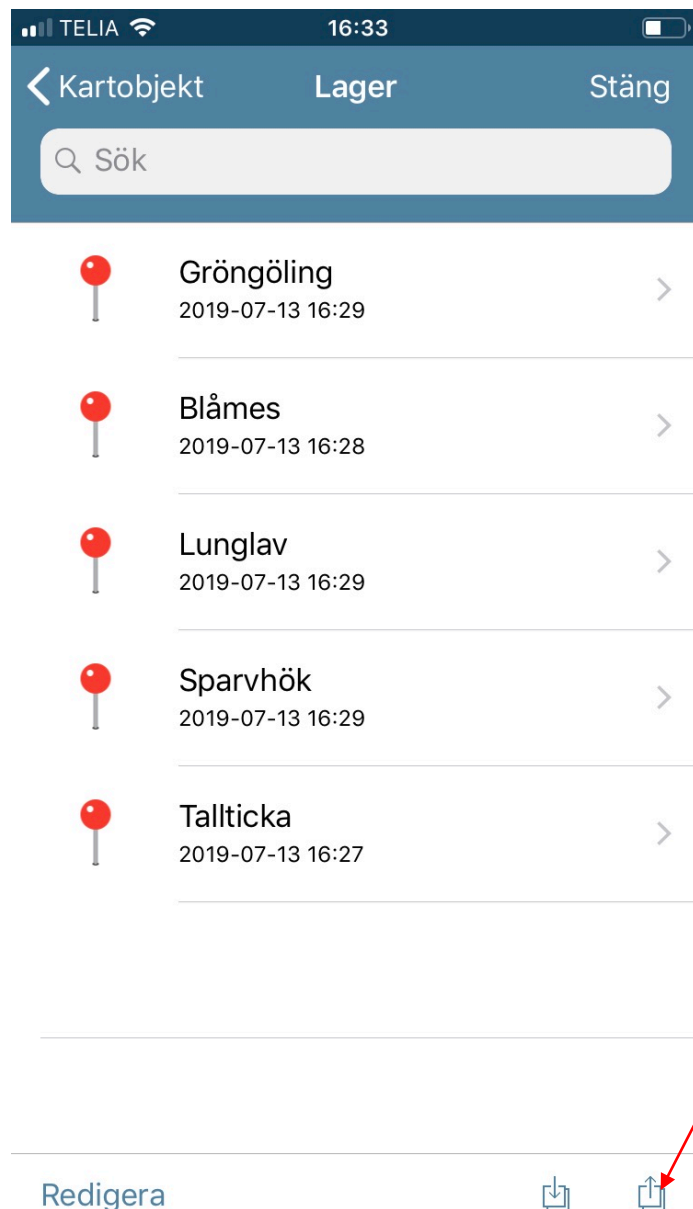 TELIA 16:33
Kartobjekt Lager Stäng
Sök
Gröngöling
2019-07-13 16:29
Blåmes
2019-07-13 16:28
Lunglav
2019-07-13 16:29
Sparvhök
2019-07-13 16:29
Tallticka
2019-07-13 16:27
Redigera